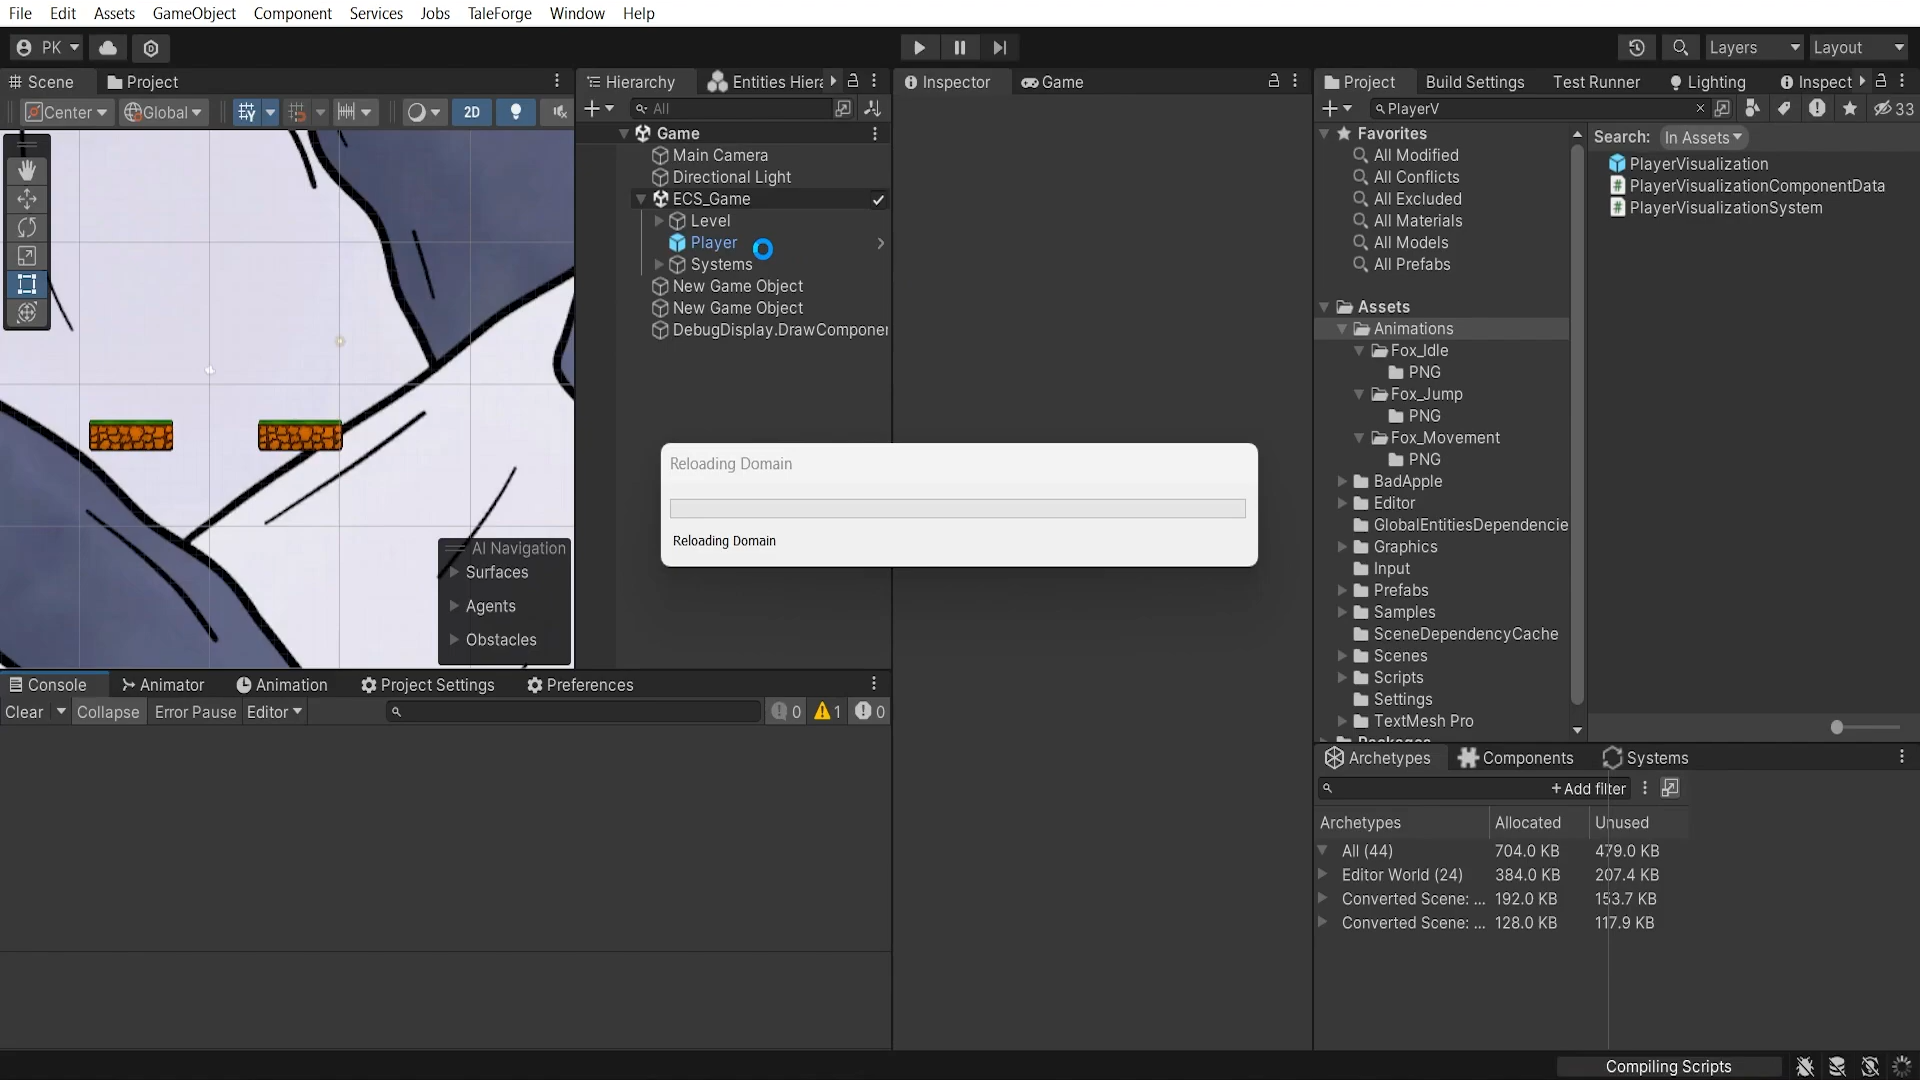 File Edit Assets GameObject Component Services Jobs TaleForge Window Help
PK Layers Layout
Scene Project
Center Global 2D
AI Navigation
Surfaces
Agents
Obstacles
Hierarchy Entities Hiera
All
Game
Main Camera
Directional Light
ECS_Game
Level
Player
Systems
New Game Object
New Game Object
DebugDisplay.DrawComponen
Inspector Game
Reloading Domain
Reloading Domain
Project Build Settings Test Runner Lighting Inspect
PlayerV 33
Favorites
All Modified
All Conflicts
All Excluded
All Materials
All Models
All Prefabs
Assets
Animations
Fox_Idle
PNG
Fox_Jump
PNG
Fox_Movement
PNG
BadApple
Editor
GlobalEntitiesDependencie
Graphics
Input
Prefabs
Samples
SceneDependencyCache
Scenes
Scripts
Settings
TextMesh Pro
Packages
Search: In Assets
PlayerVisualization
PlayerVisualizationComponentData
PlayerVisualizationSystem
Console Animator Animation Project Settings Preferences
Clear Collapse Error Pause Editor 0 1 0
Archetypes Components Systems
+ Add filter
Archetypes Allocated Unused
All (44) 704.0 KB 479.0 KB
Editor World (24) 384.0 KB 207.4 KB
Converted Scene: ... 192.0 KB 153.7 KB
Converted Scene: ... 128.0 KB 117.9 KB
Compiling Scripts